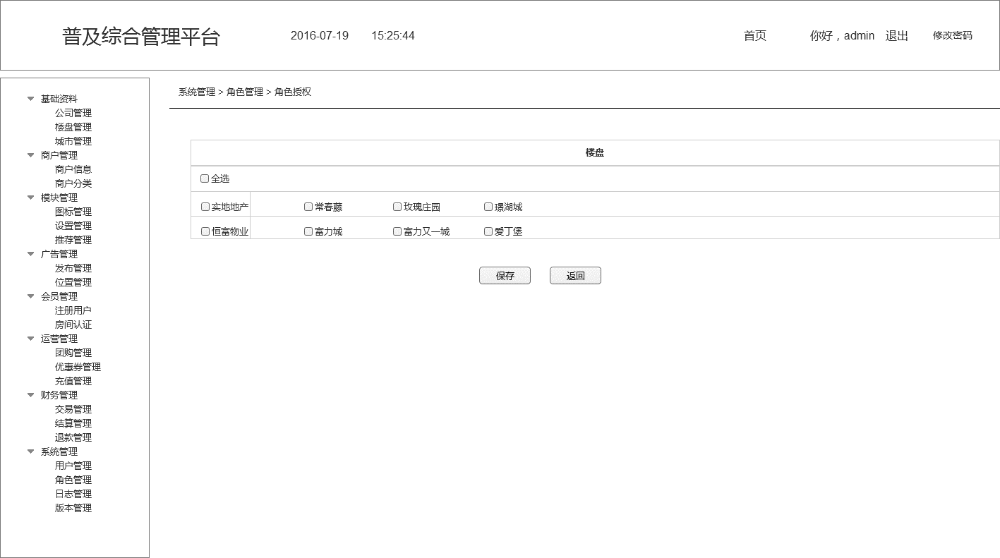 普及综合管理平台 2016-07-19 15:25:44 首页 你好，admin 退出 修改密码
基础资料
公司管理
楼盘管理
城市管理
商户管理
商户信息
商户分类
模块管理
图标管理
设置管理
推荐管理
广告管理
发布管理
位置管理
会员管理
注册用户
房间认证
运营管理
团购管理
优惠券管理
充值管理
财务管理
交易管理
结算管理
退款管理
系统管理
用户管理
角色管理
日志管理
版本管理
系统管理 > 角色管理 > 角色授权
楼盘
全选
实地地产 常春藤 玫瑰庄园 璟湖城
恒富物业 富力城 富力又一城 爱丁堡
保存 返回